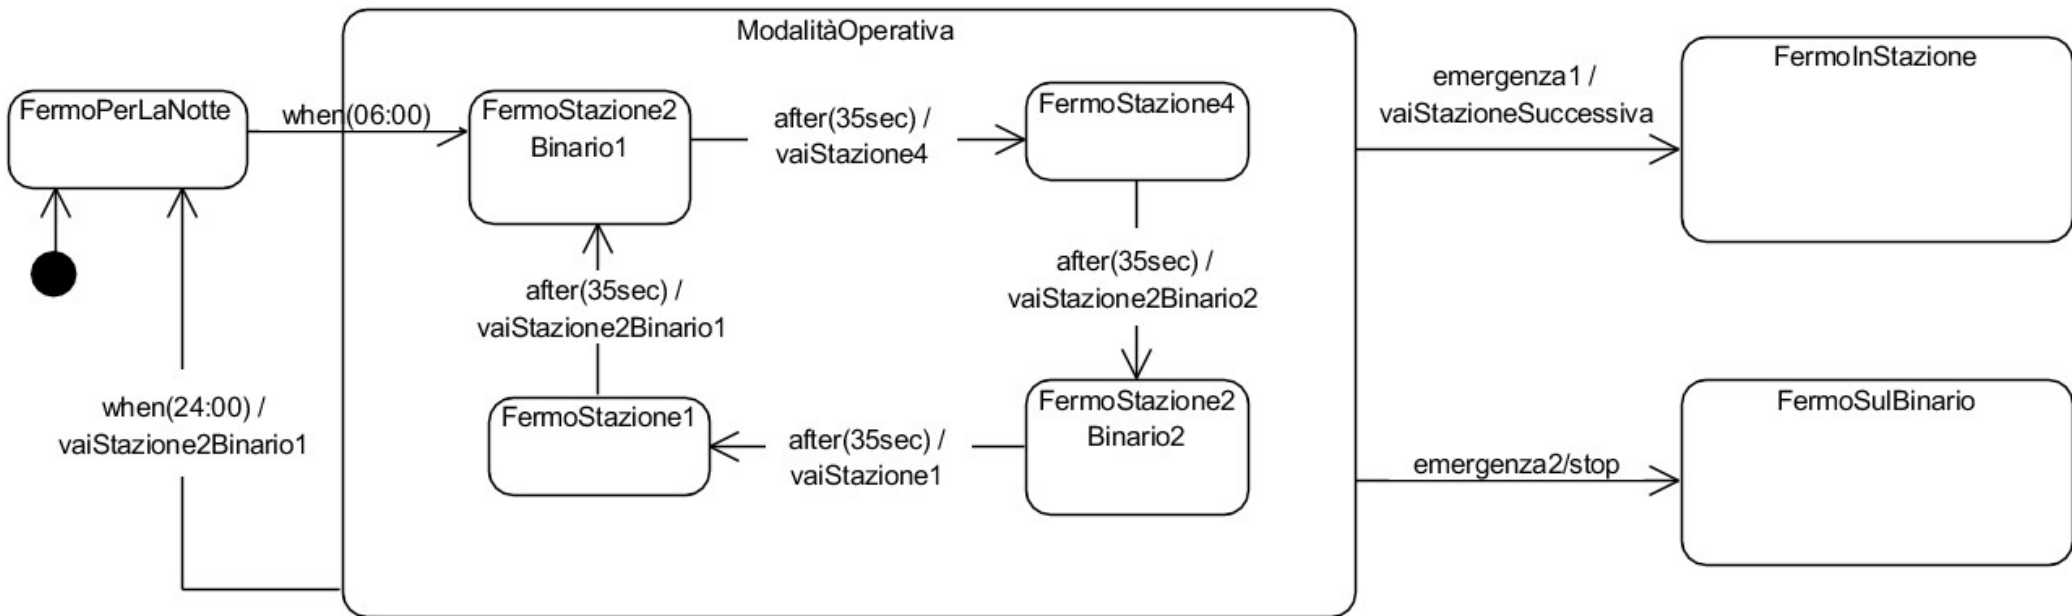 ModalitàOperativa
FermoPerLaNotte
when(06:00)
FermoStazione2
Binario1
after(35sec) /
vaiStazione4
FermoStazione4
emergenza1 /
vaiStazioneSuccessiva
FermoInStazione
after(35sec) /
vaiStazione2Binario1
after(35sec) /
vaiStazione2Binario2
when(24:00) /
vaiStazione2Binario1
FermoStazione1
after(35sec) /
vaiStazione1
FermoStazione2
Binario2
emergenza2/stop
FermoSulBinario